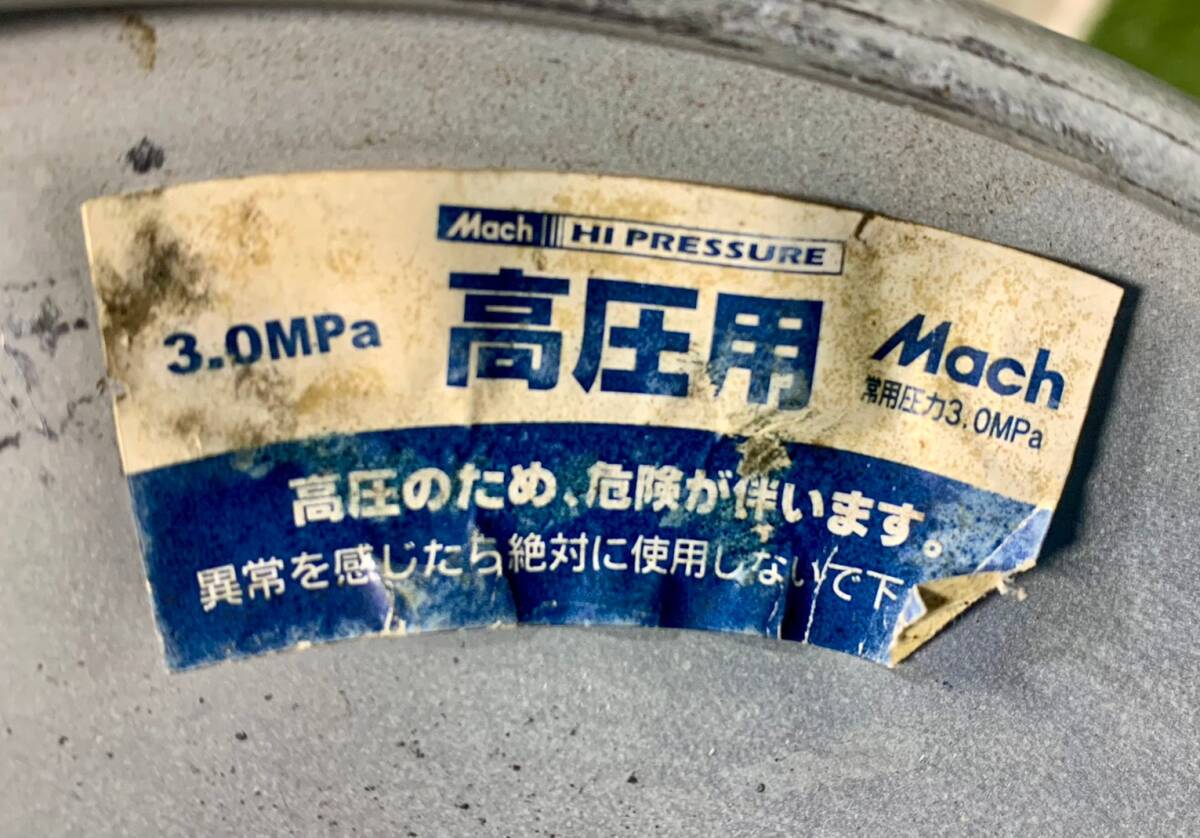 Mach HI PRESSURE
3.0MPa
高圧用
Mach
常用圧力3.0MPa
高圧のため、危険が伴います。
異常を感じたら絶対に使用しないで下